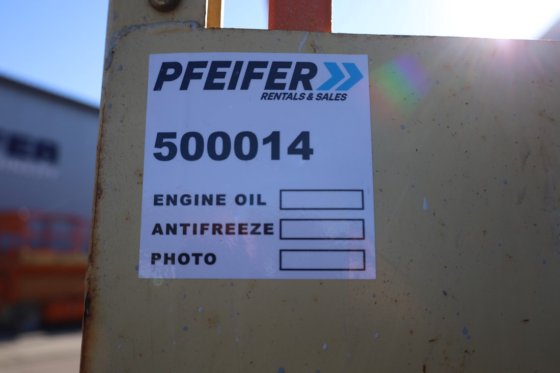 PFEIFER
RENTALS & SALES
500014
ENGINE OIL
ANTIFREEZE
PHOTO